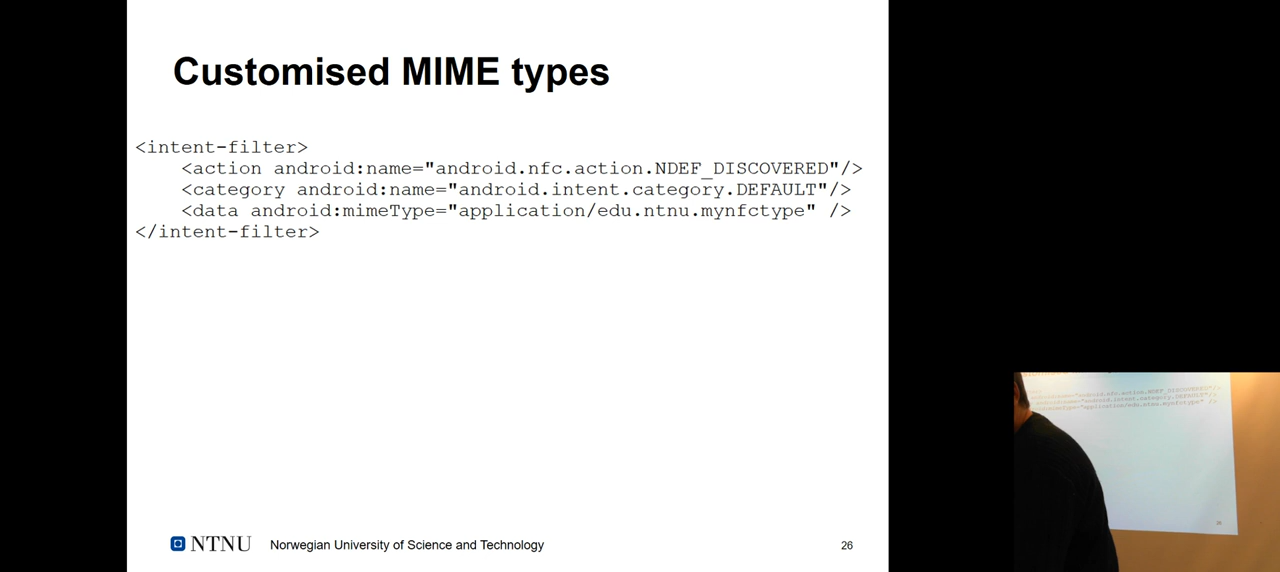 Customised MIME types
<intent-filter>
<action android:name="android.nfc.action.NDEF_DISCOVERED"/>
<category android:name="android.intent.category.DEFAULT"/>
<data android:mimeType="application/edu.ntnu.mynfctype" />
</intent-filter>
NTNU Norwegian University of Science and Technology 26